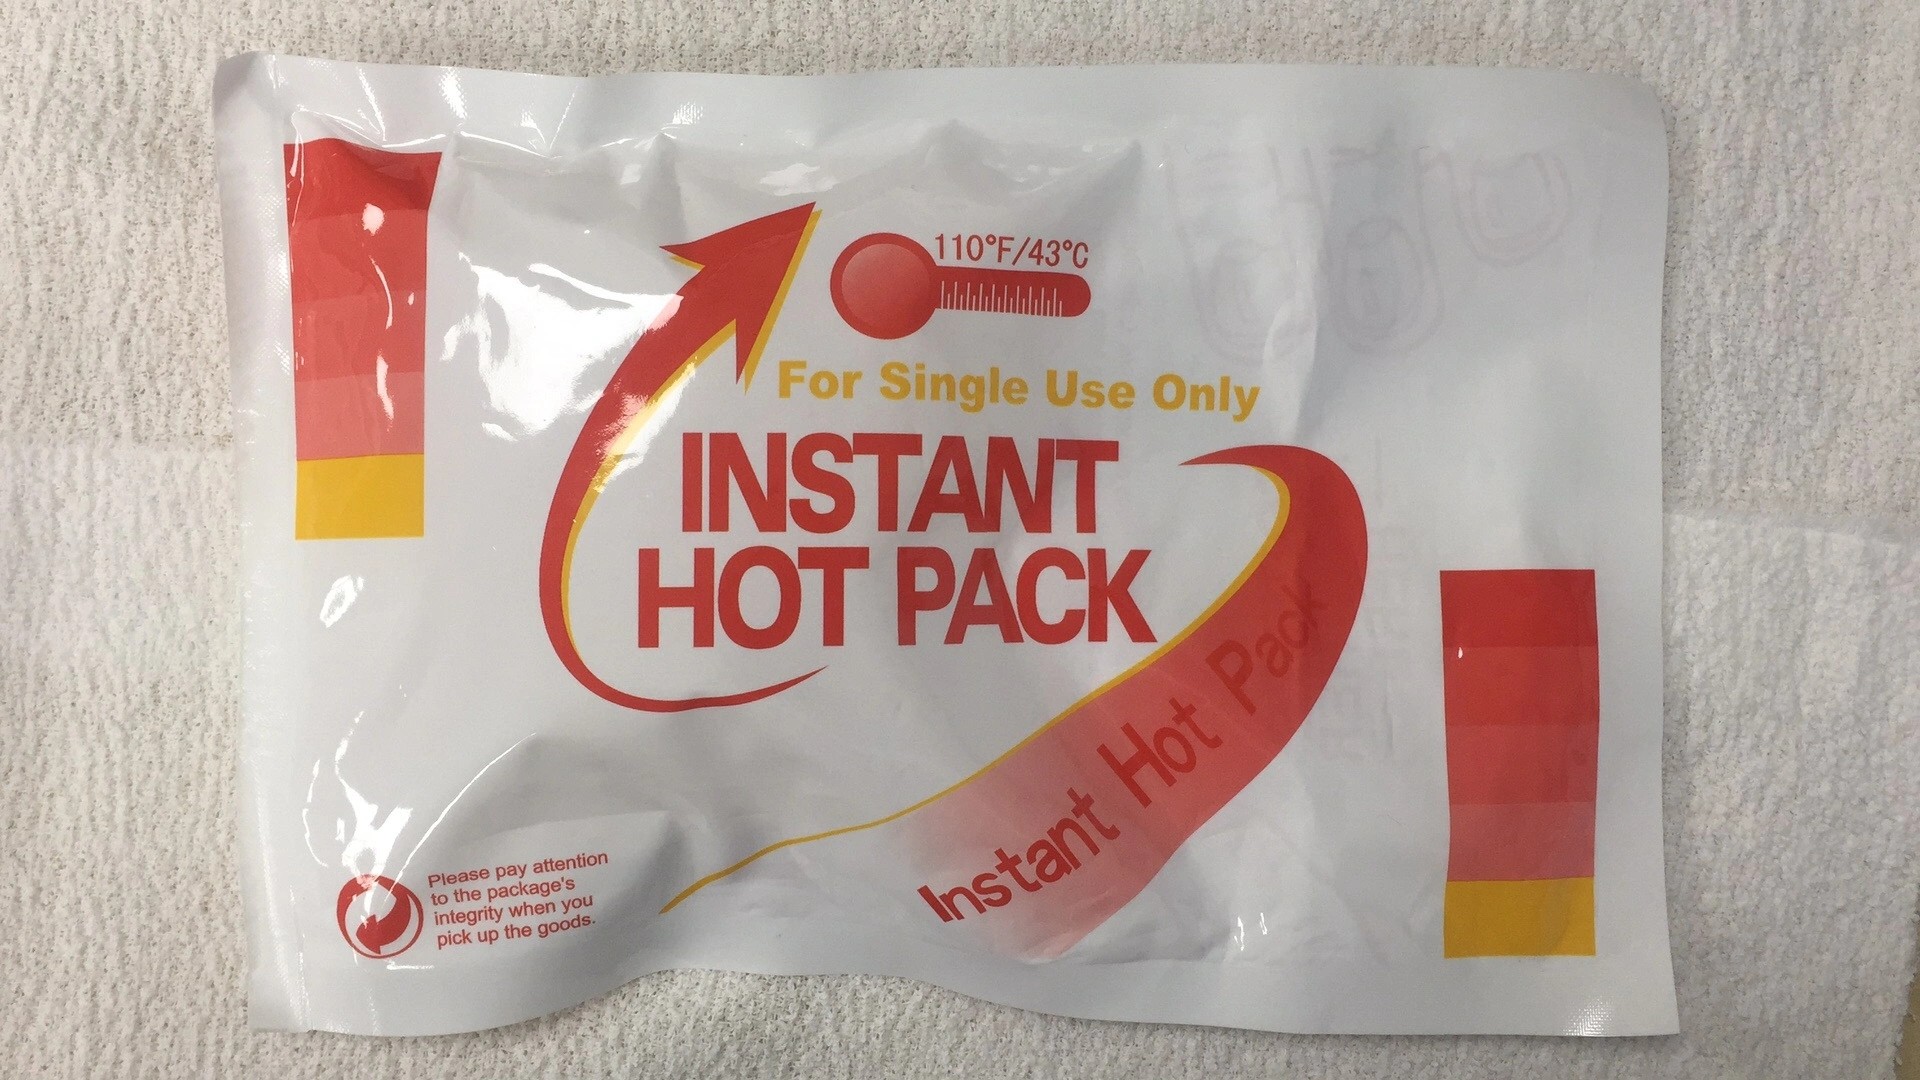 110°F/43°C
For Single Use Only
INSTANT
HOT PACK
Instant Hot Pack
Please pay attention
to the package's
integrity when you
pick up the goods.